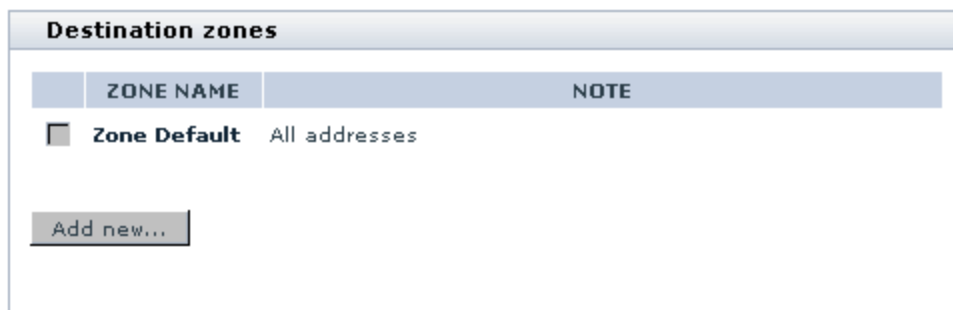 Destination zones
ZONE NAME NOTE
Zone Default All addresses
Add new...